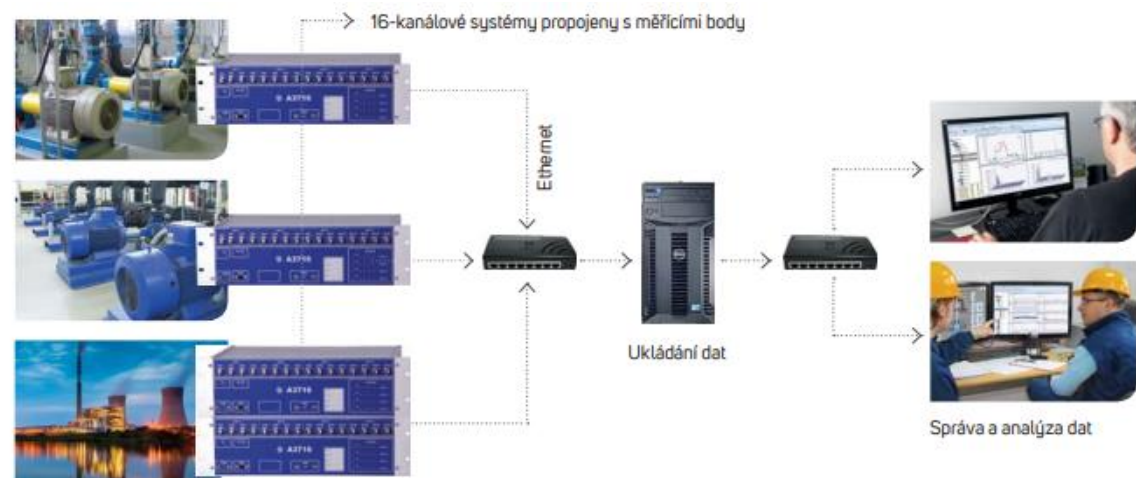 16-kanálové systémy propojeny s měřícími body
A3716
Ethernet
A3716
Ukládání dat
A3716
A3716
Správa a analýza dat